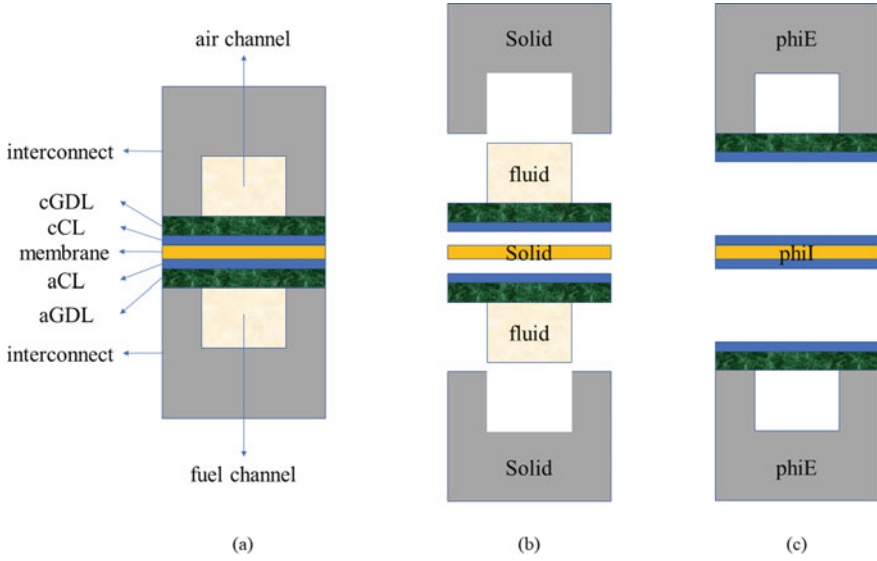 air channel
interconnect
cGDL
cCL
membrane
aCL
aGDL
interconnect
fuel channel
(a)
Solid
fluid
Solid
fluid
Solid
(b)
phiE
phiI
phiE
(c)